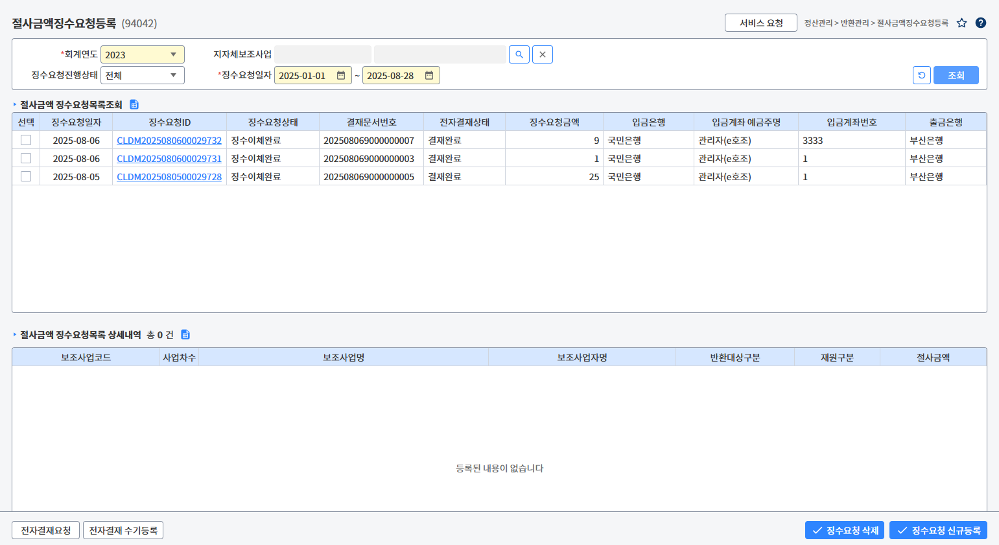 절사금액징수요청등록 (94042)
서비스 요청 정산관리 > 반환관리 > 절사금액징수요청등록
*회계연도 2023 지자체보조사업
징수요청진행상태 전체 *징수요청일자 2025-01-01 ~ 2025-08-28 조회
절사금액 징수요청목록조회
선택 징수요청일자 징수요청ID 징수요청상태 결재문서번호 전자결재상태 징수요청금액 입금은행 입금계좌 예금주명 입금계좌번호 출금은행
2025-08-06 CLDM2025080600029732 징수이체완료 202508069000000007 결재완료 9 국민은행 관리자(e호조) 3333 부산은행
2025-08-06 CLDM2025080600029731 징수이체완료 202508069000000003 결재완료 1 국민은행 관리자(e호조) 1 부산은행
2025-08-05 CLDM2025080500029728 징수이체완료 202508069000000005 결재완료 25 국민은행 관리자(e호조) 1 부산은행
절사금액 징수요청목록 상세내역 총 0 건
보조사업코드 사업차수 보조사업명 보조사업자명 반환대상구분 재원구분 절사금액
등록된 내용이 없습니다
전자결재요청 전자결재 수기등록 징수요청 삭제 징수요청 신규등록